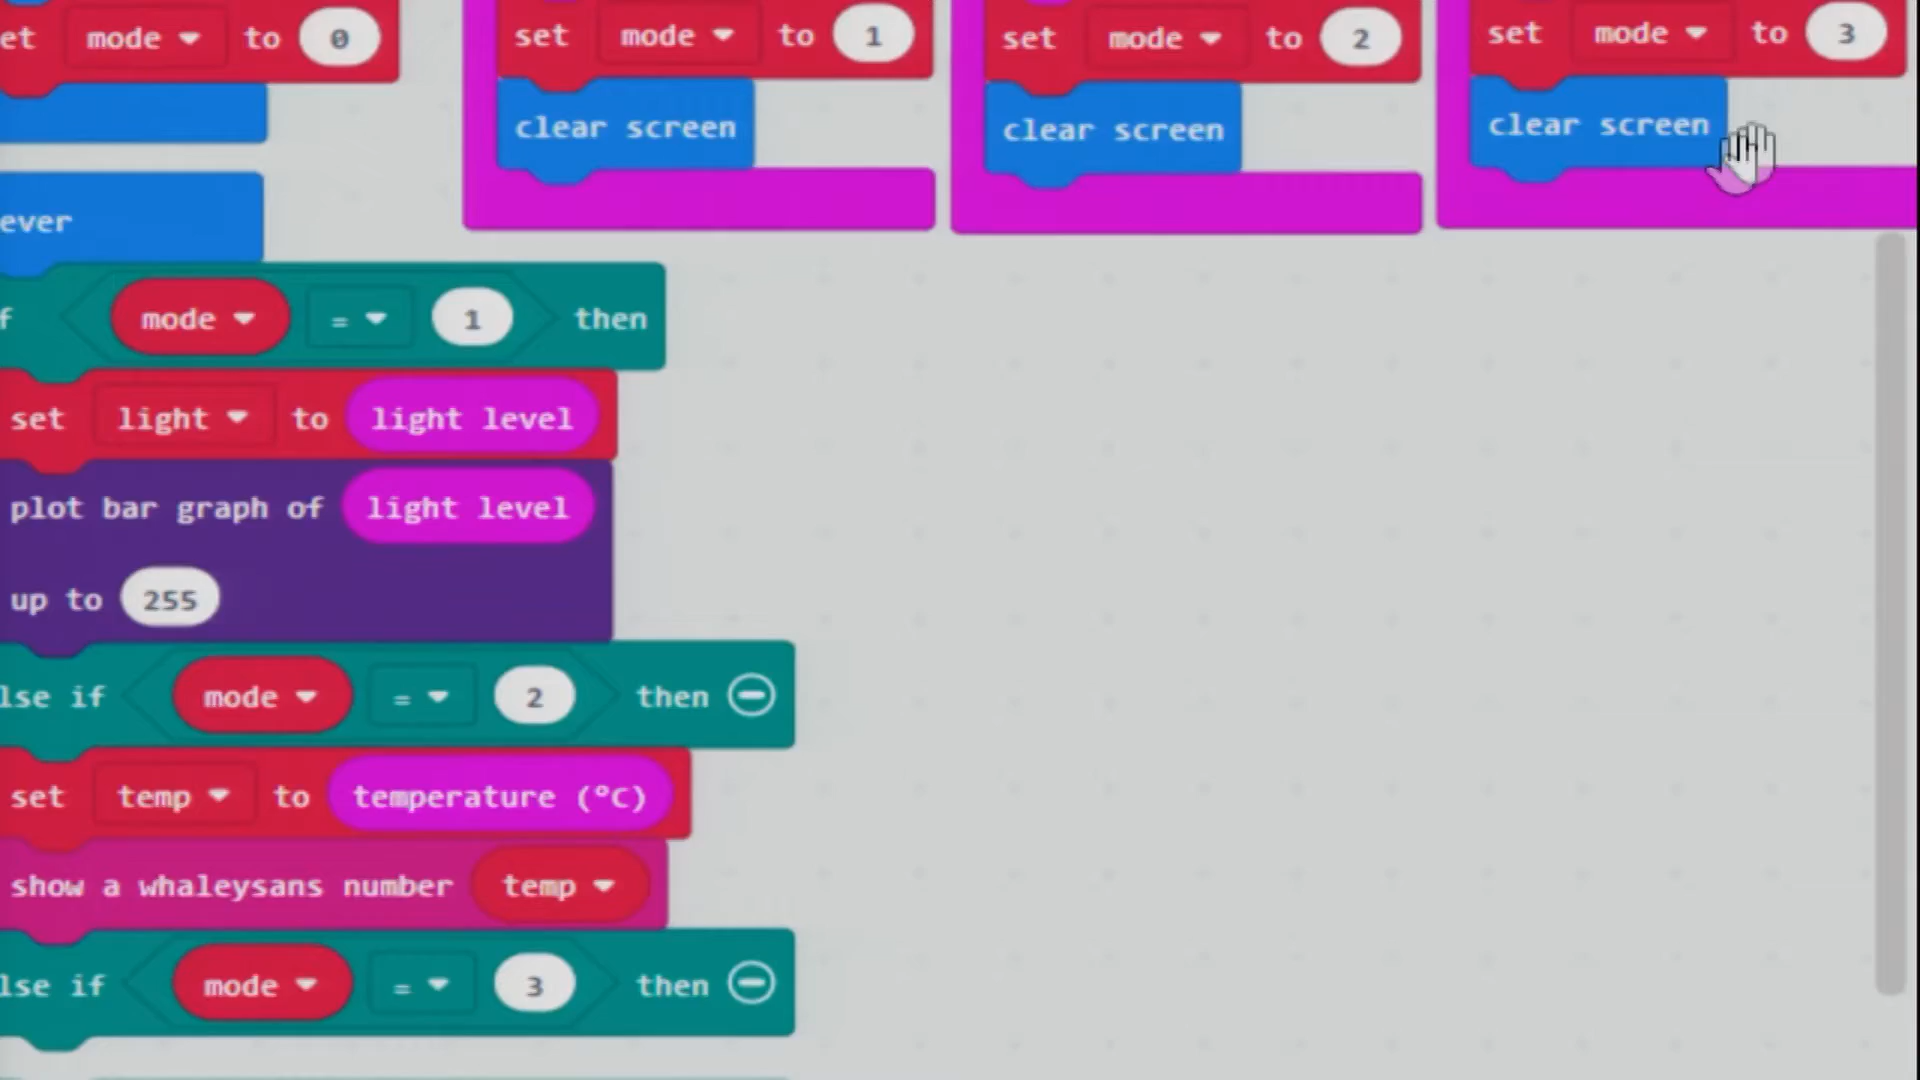 et mode to 0
set mode to 1
clear screen
set mode to 2
clear screen
set mode to 3
clear screen
ever
f mode = 1 then
set light to light level
plot bar graph of light level
up to 255
lse if mode = 2 then
set temp to temperature (°C)
show a whaleysans number temp
lse if mode = 3 then